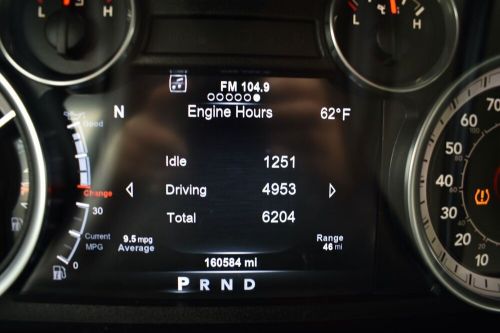 E H L H
FM 104.9
N Engine Hours 62°F
Good
Idle 1251
Driving 4953
Change
Total 6204
30
Current
MPG
0
9.5 mpg
Average
Range
46 mi
160584 mi
P R N D
70
60
50
40
30
20
10